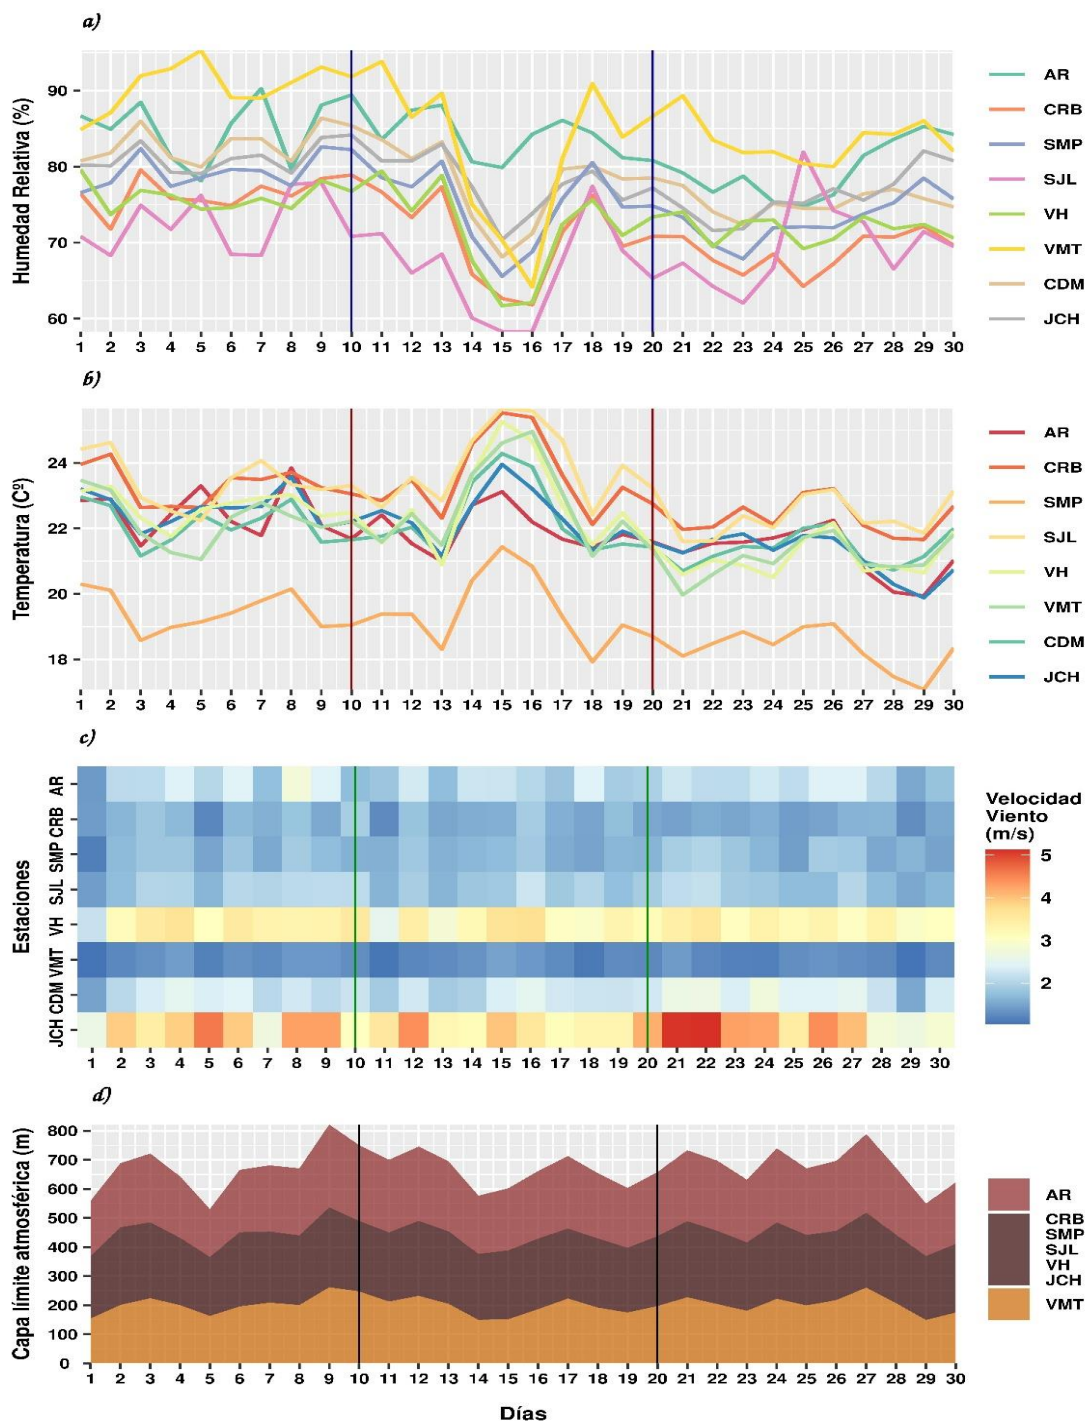 a)
Humedad Relativa (%)
90
80
70
60
1 2 3 4 5 6 7 8 9 10 11 12 13 14 15 16 17 18 19 20 21 22 23 24 25 26 27 28 29 30
AR
CRB
SMP
SJL
VH
VMT
CDM
JCH
b)
Temperatura (Cº)
24
22
20
18
1 2 3 4 5 6 7 8 9 10 11 12 13 14 15 16 17 18 19 20 21 22 23 24 25 26 27 28 29 30
AR
CRB
SMP
SJL
VH
VMT
CDM
JCH
c)
Estaciones
AR
CRB
SMP
SJL
VH
VMT
CDM
JCH
1 2 3 4 5 6 7 8 9 10 11 12 13 14 15 16 17 18 19 20 21 22 23 24 25 26 27 28 29 30
Velocidad
Viento
(m/s)
5
4
3
2
d)
Capa límite atmosférica (m)
800
700
600
500
400
300
200
100
0
1 2 3 4 5 6 7 8 9 10 11 12 13 14 15 16 17 18 19 20 21 22 23 24 25 26 27 28 29 30
Días
AR
CRB
SMP
SJL
VH
JCH
VMT